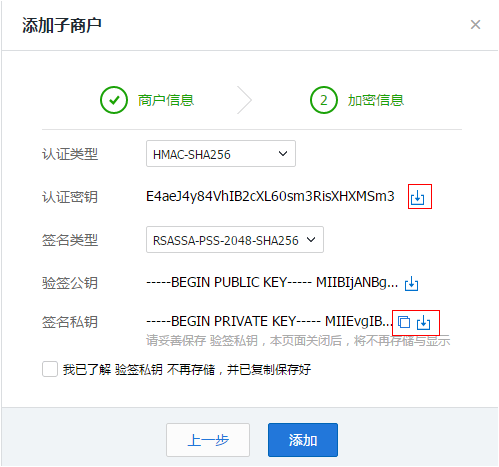 添加子商户
商户信息
2 加密信息
认证类型 HMAC-SHA256
认证密钥 E4aeJ4y84VhIB2cXL60sm3RisXHXMSm3
签名类型 RSASSA-PSS-2048-SHA256
验签公钥 -----BEGIN PUBLIC KEY----- MIIBIjANBg...
签名私钥 -----BEGIN PRIVATE KEY----- MIIEvgIB...
请妥善保存 验签私钥，本页面关闭后，将不再存储与显示
我已了解 验签私钥 不再存储，并已复制保存好
上一步 添加